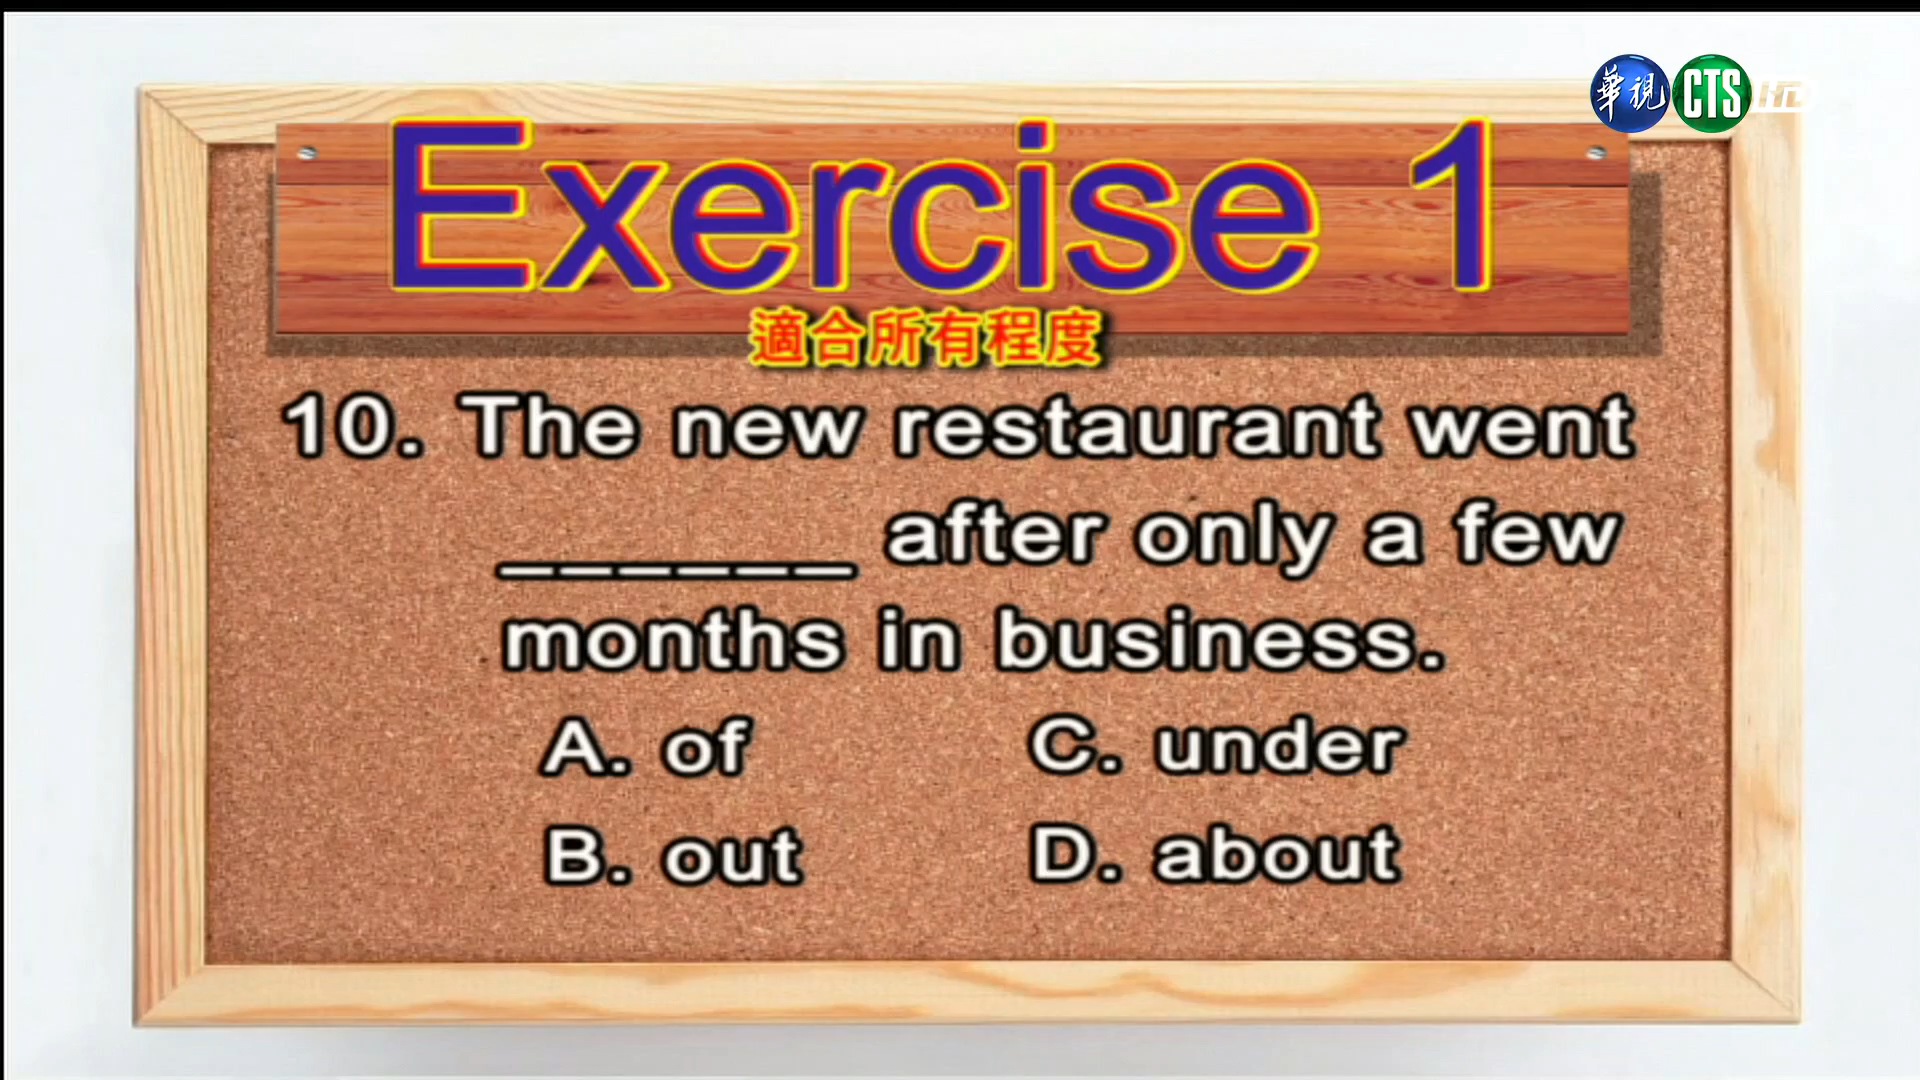 華視 CTS HD
Exercise 1
適合所有程度
10. The new restaurant went
______ after only a few
months in business.
A. of
C. under
B. out
D. about